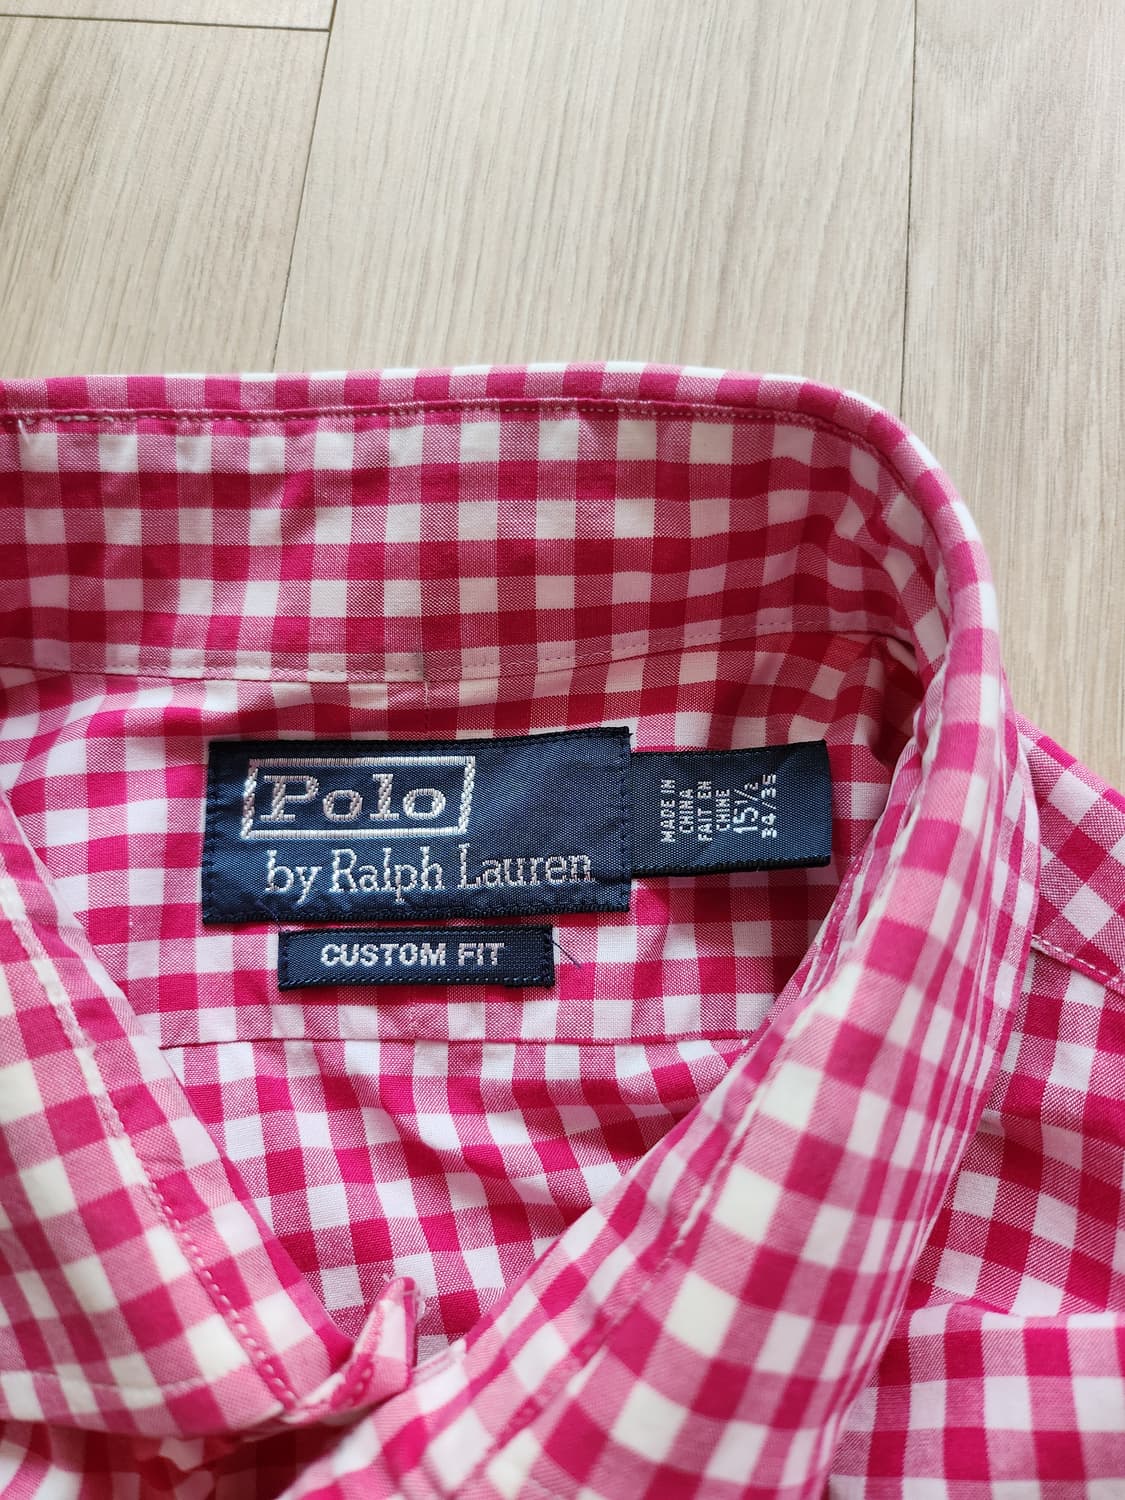 Polo
by Ralph Lauren
CUSTOM FIT
MADE IN
CHINA
FAIT EN
CHINE
15½
34/35